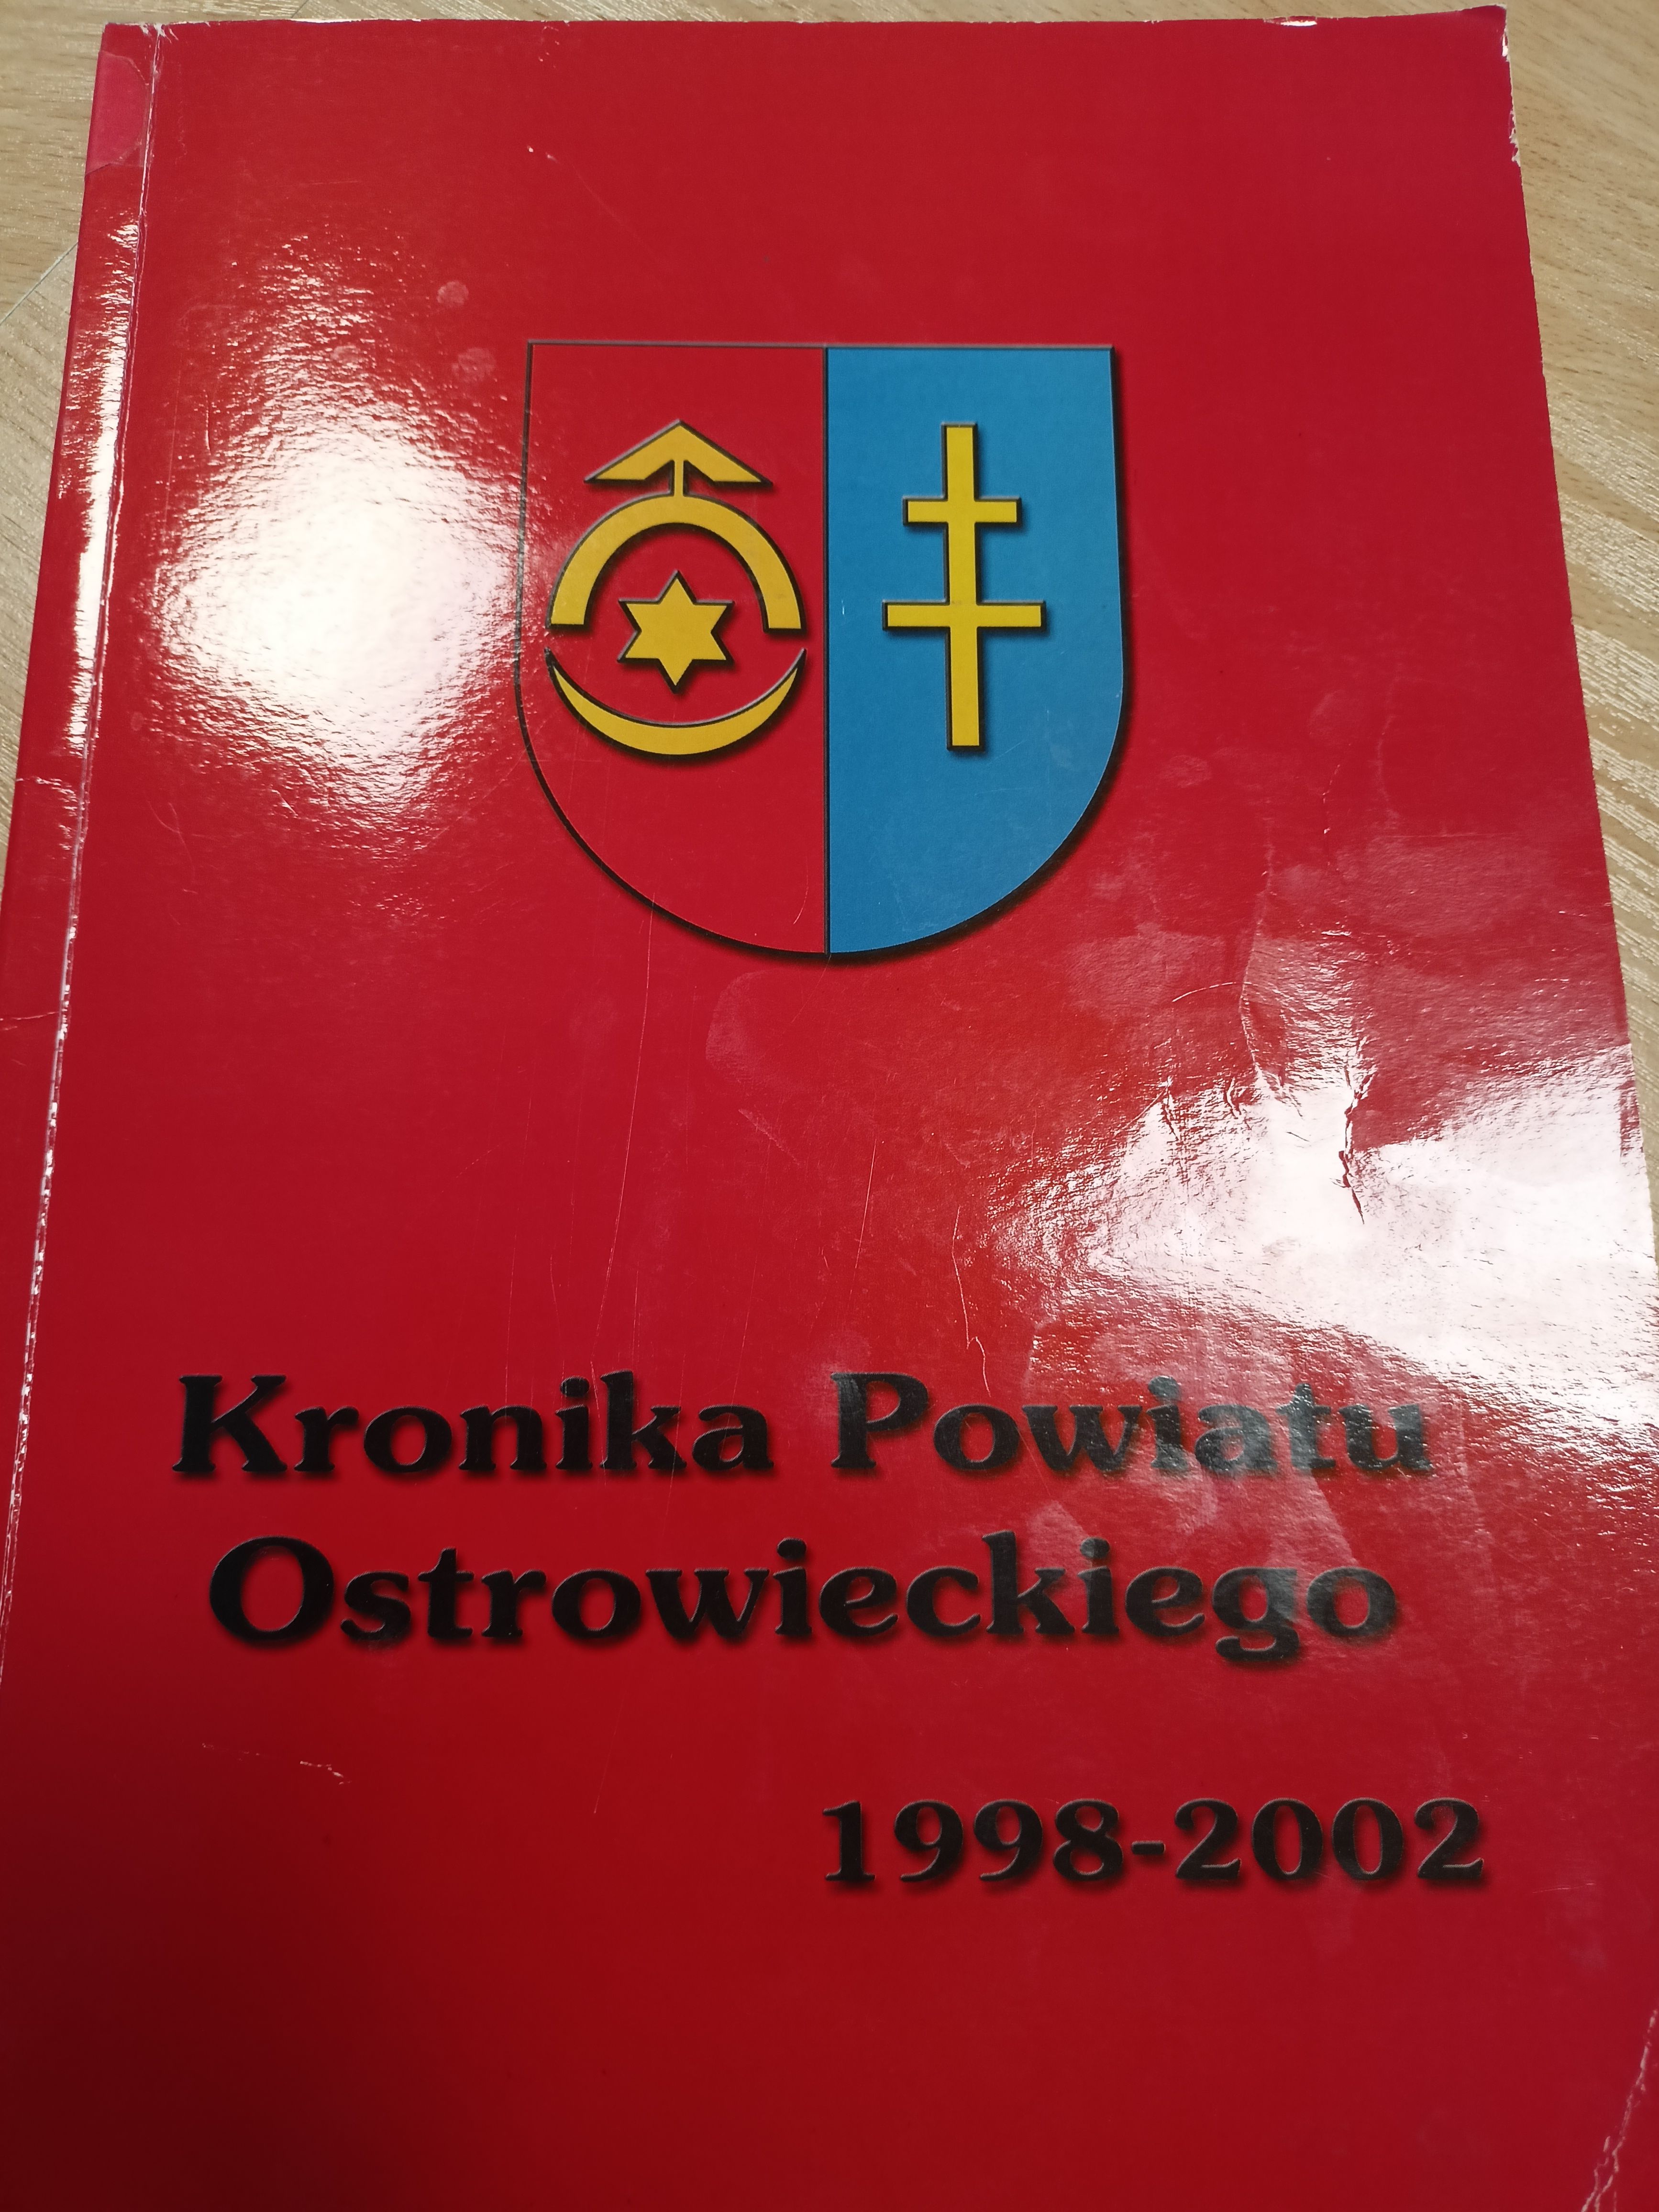 Kronika Powiatu
Ostrowieckiego
1998-2002